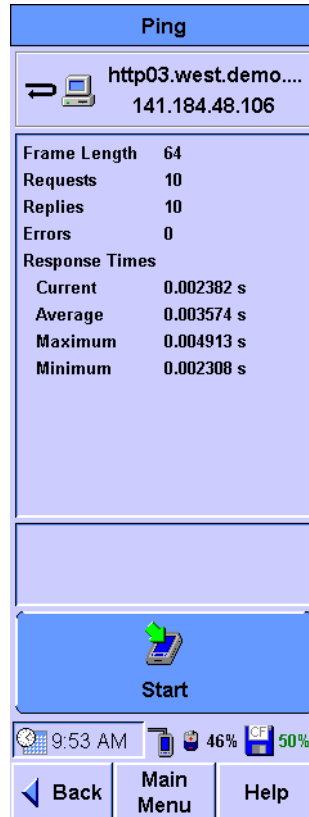 Ping
http03.west.demo....
141.184.48.106
Frame Length 64
Requests 10
Replies 10
Errors 0
Response Times
Current 0.002382 s
Average 0.003574 s
Maximum 0.004913 s
Minimum 0.002308 s
Start
9:53 AM 46% CF 50%
Back Main Menu Help